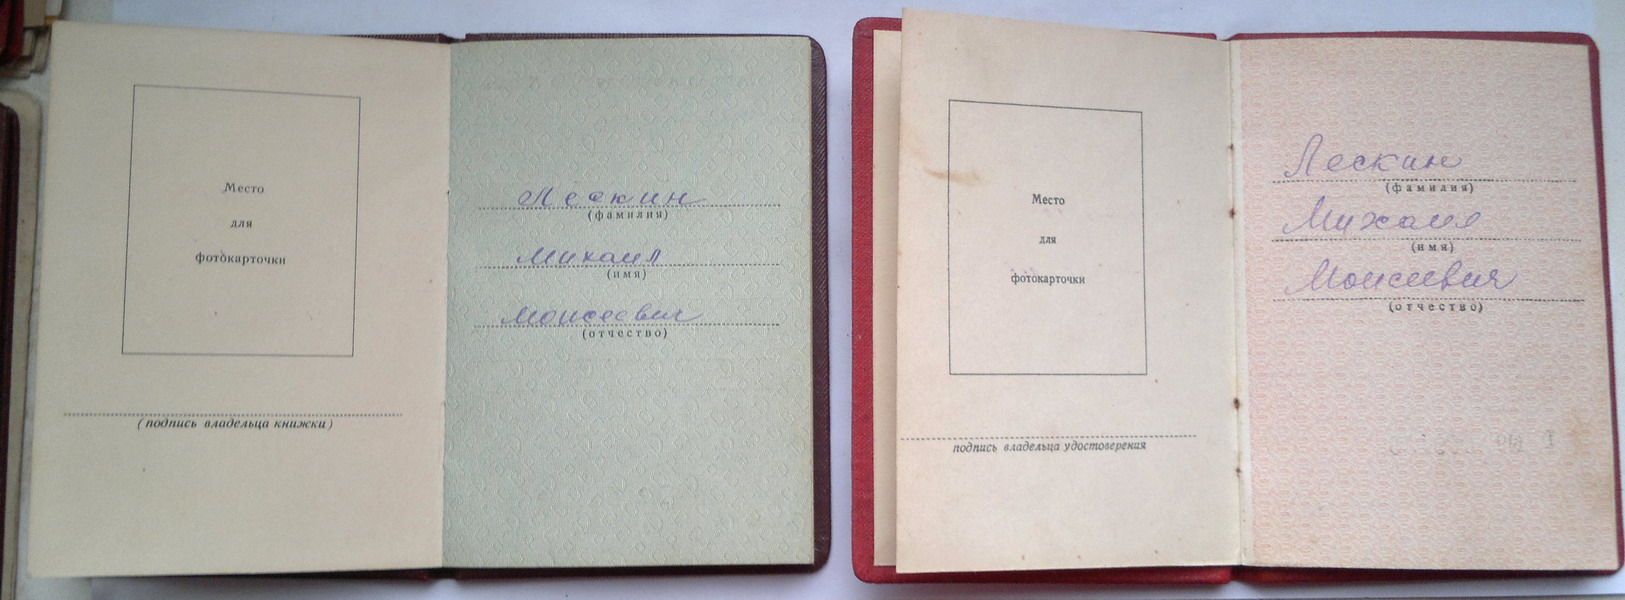 Место
для
фотокарточки
(подпись владельца книжки)
Лескин
(фамилия)
Михаил
(имя)
Моисеевич
(отчество)
Место
для
фотокарточки
подпись владельца удостоверения
Лескин
(фамилия)
Михаил
(имя)
Моисеевич
(отчество)